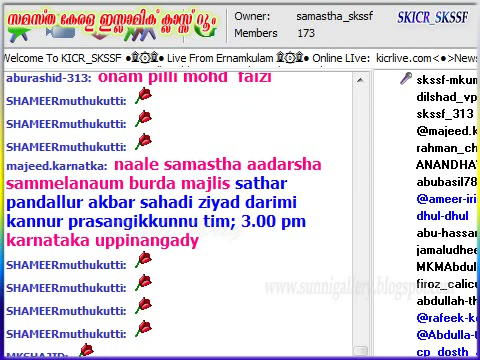 സമസ്ത കേരള ഇസ്ലാമിക് ക്ലാസ്സ് റൂം
Owner: samastha_skssf
Members 173
SKICR_SKSSF
Welcome To KICR_SKSSF Live From Ernamkulam Online LIve: kicrlive.com<●>News
aburashid-313: onam pilli mohd faizi
SHAMEERmuthukutti:
SHAMEERmuthukutti:
SHAMEERmuthukutti:
majeed.karnatka: naale samastha aadarsha
sammelanaum burda majlis sathar
pandallur akbar sahadi ziyad darimi
kannur prasangikkunnu tim; 3.00 pm
karnataka uppinangady
SHAMEERmuthukutti:
SHAMEERmuthukutti:
SHAMEERmuthukutti:
SHAMEERmuthukutti:
MKSHAJID:
skssf-mkum
dilshad_vp
skssf_313
@majeed.k
rahman_ch
ANANDHAT
abubasil78
@ameer-iri
dhul-dhul
abu-hassar
jamaludhee
MKMAbdul
firoz_calicu
abdullah-th
@rafeek-k
@Abdulla-t
cp_dosth_a
www.sunnigallery.blogspot